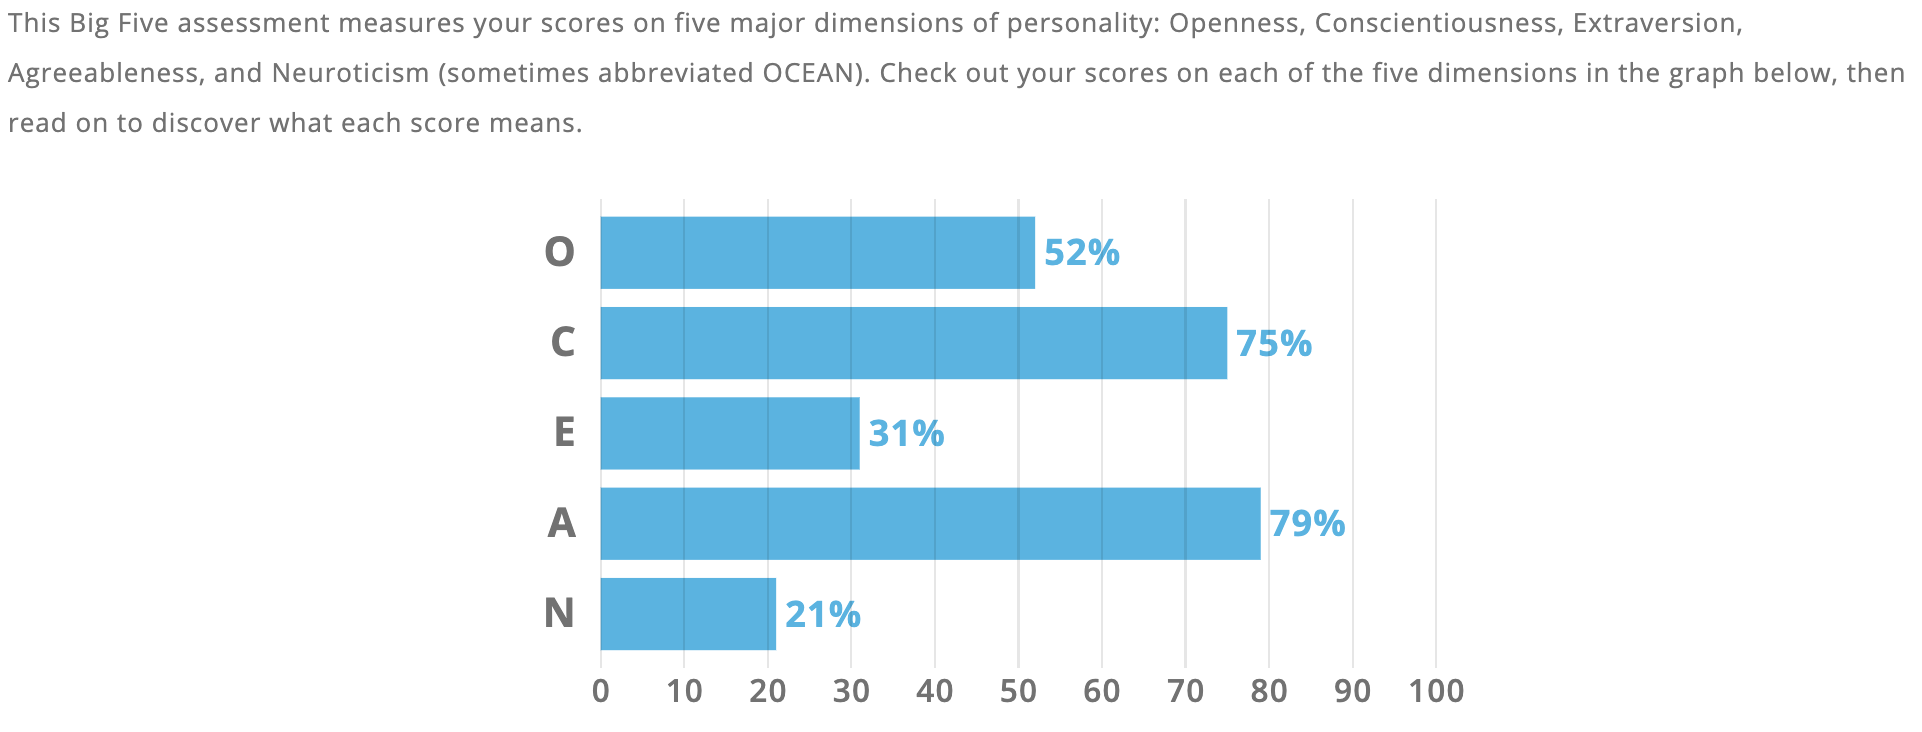 This Big Five assessment measures your scores on five major dimensions of personality: Openness, Conscientiousness, Extraversion,
Agreeableness, and Neuroticism (sometimes abbreviated OCEAN). Check out your scores on each of the five dimensions in the graph below, then
read on to discover what each score means.
O 52%
C 75%
E 31%
A 79%
N 21%
0 10 20 30 40 50 60 70 80 90 100